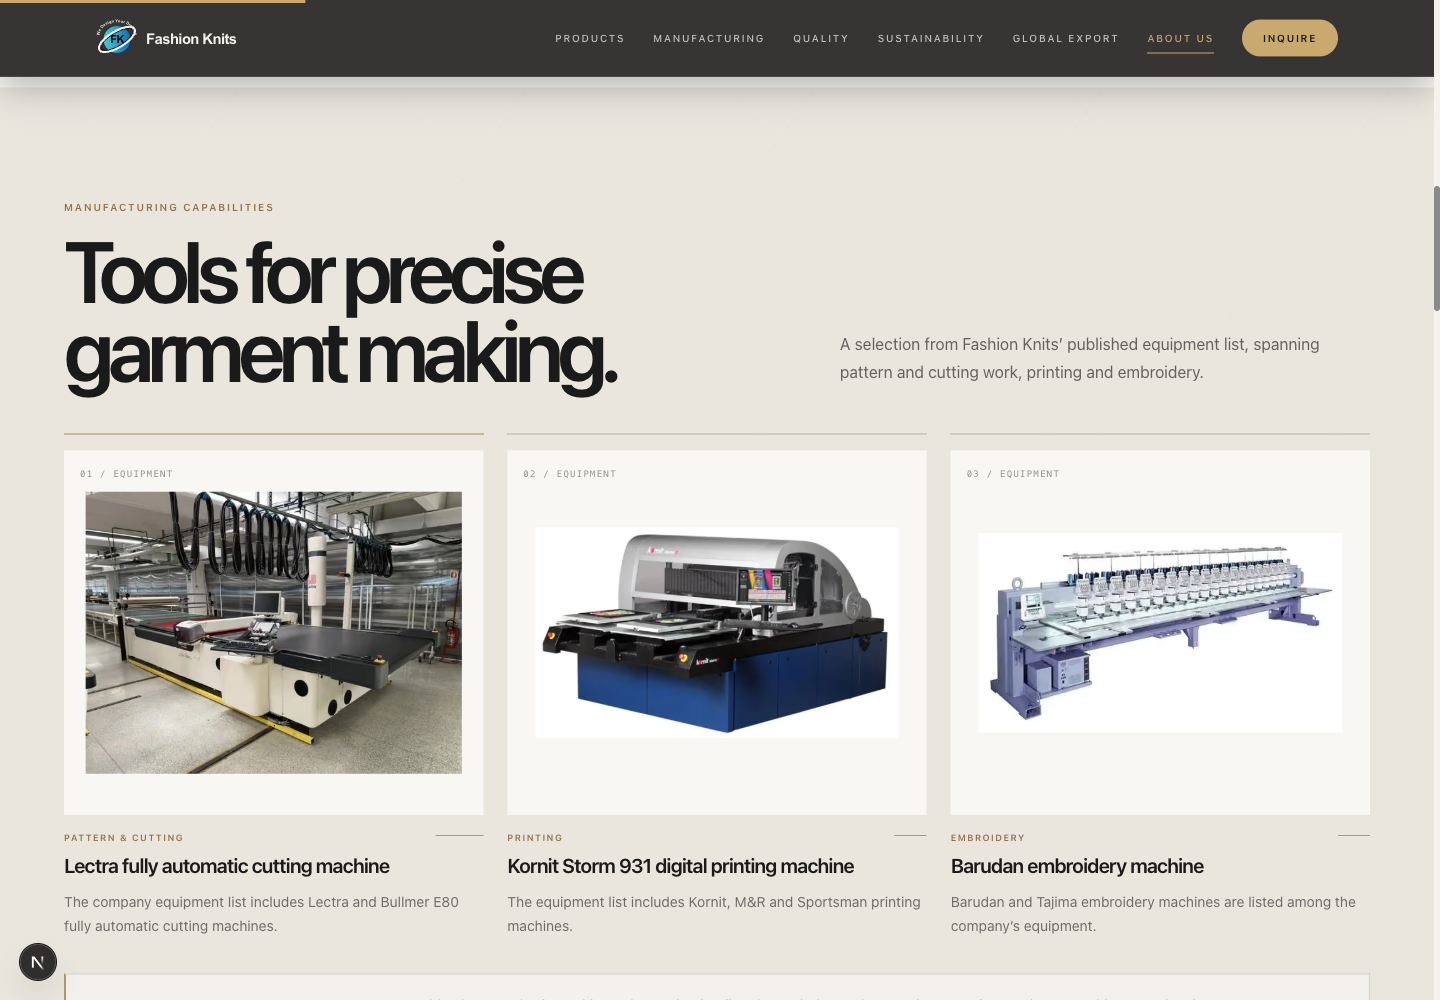 FK
Fashion Knits
PRODUCTS
MANUFACTURING
QUALITY
SUSTAINABILITY
GLOBAL EXPORT
ABOUT US
INQUIRE
MANUFACTURING CAPABILITIES
Tools for precise
garment making.
A selection from Fashion Knits’ published equipment list, spanning
pattern and cutting work, printing and embroidery.
01 / EQUIPMENT
02 / EQUIPMENT
03 / EQUIPMENT
PATTERN & CUTTING
Lectra fully automatic cutting machine
The company equipment list includes Lectra and Bullmer E80
fully automatic cutting machines.
PRINTING
Kornit Storm 931 digital printing machine
The equipment list includes Kornit, M&R and Sportsman printing
machines.
EMBROIDERY
Barudan embroidery machine
Barudan and Tajima embroidery machines are listed among the
company’s equipment.
N